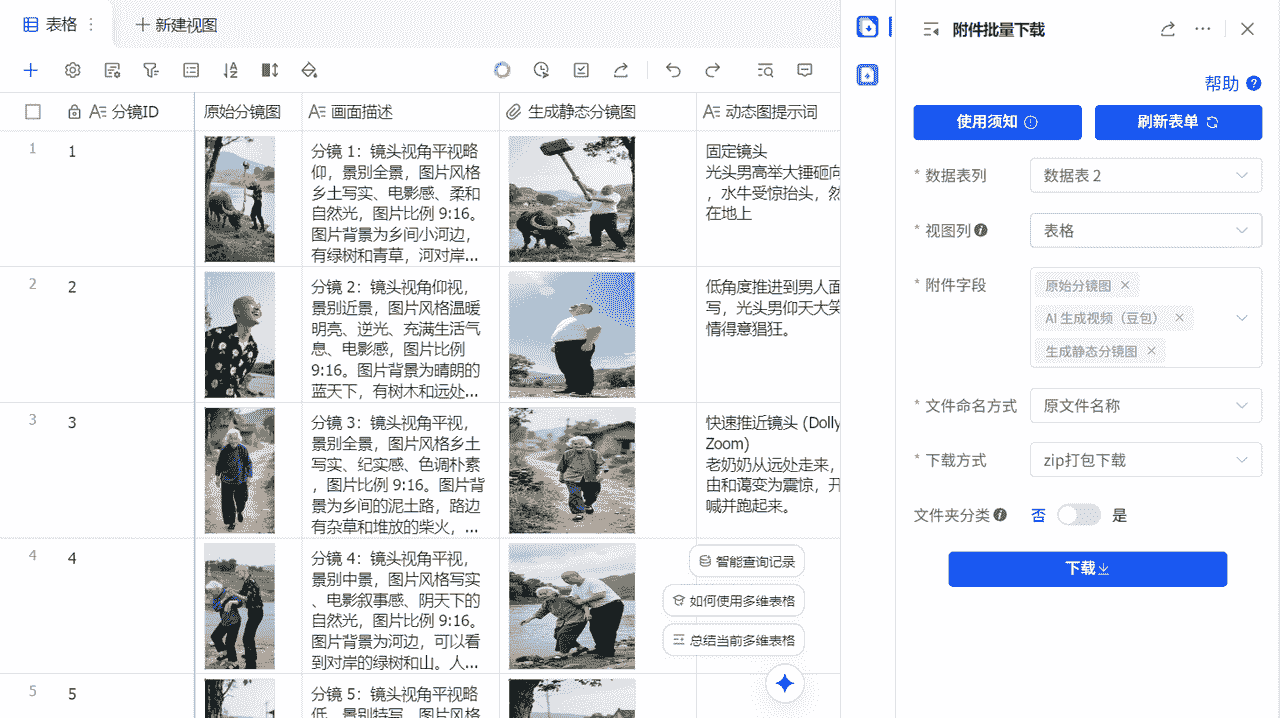 表格
新建视图
分镜ID
原始分镜图
画面描述
生成静态分镜图
动态图提示词
1
1
分镜 1：镜头视角平视略
仰，景别全景，图片风格
乡土写实、电影感、柔和
自然光，图片比例 9:16。
图片背景为乡间小河边，
有绿树和青草，河对岸...
固定镜头
光头男高举大锤砸向
，水牛受惊抬头，然
在地上
2
2
分镜 2：镜头视角仰视，
景别近景，图片风格温暖
明亮、逆光、充满生活气
息、电影感，图片比例
9:16。图片背景为晴朗的
蓝天下，有树木和远处...
低角度推进到男人面
写，光头男仰天大笑
情得意猖狂。
3
3
分镜 3：镜头视角平视，
景别全景，图片风格乡土
写实、纪实感、色调朴素
，图片比例 9:16。图片背
景为乡间的泥土路，路边
有杂草和堆放的柴火，...
快速推近镜头 (Dolly
Zoom)
老奶奶从远处走来，
由和蔼变为震惊，开
喊并跑起来。
4
4
分镜 4：镜头视角平视，
景别中景，图片风格写实
、电影叙事感、阴天下的
自然光，图片比例 9:16。
图片背景为河边，可以看
到对岸的绿树和山。人...
智能查询记录
如何使用多维表格
总结当前多维表格
5
5
分镜 5：镜头视角平视略
低，景别特写，图片风格
附件批量下载
帮助
使用须知
刷新表单
* 数据表列
数据表 2
* 视图列
表格
* 附件字段
原始分镜图 ×
AI 生成视频（豆包） ×
生成静态分镜图 ×
* 文件命名方式
原文件名称
* 下载方式
zip打包下载
文件夹分类
否
是
下载